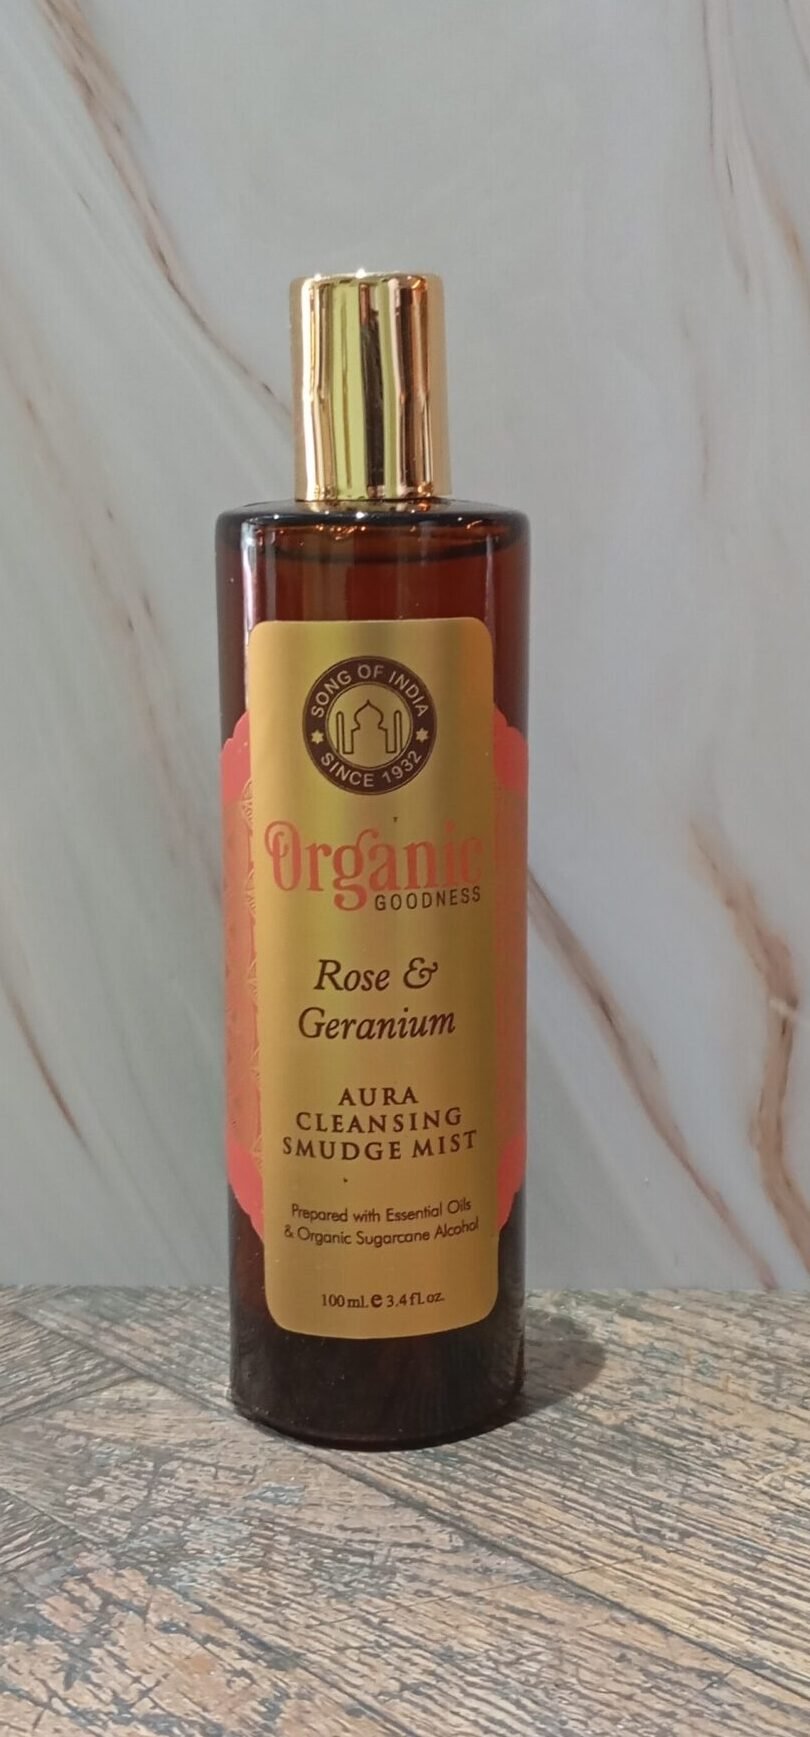 SONG OF INDIA
SINCE 1932
Organic
GOODNESS
Rose &
Geranium
AURA
CLEANSING
SMUDGE MIST
Prepared with Essential Oils
& Organic Sugarcane Alcohol
100 ml. e 3.4 fl. oz.